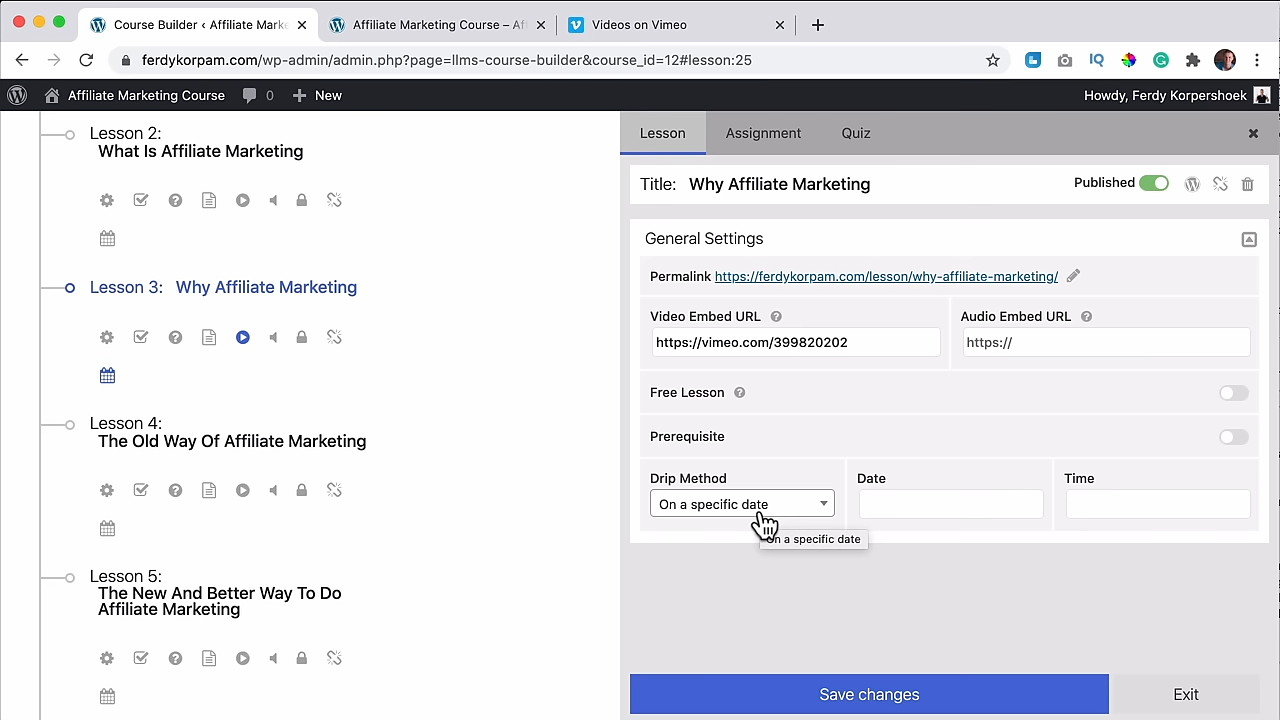 Course Builder ‹ Affiliate Marke
Affiliate Marketing Course – Aff
Videos on Vimeo
ferdykorpam.com/wp-admin/admin.php?page=llms-course-builder&course_id=12#lesson:25
IQ
Affiliate Marketing Course
0
New
Howdy, Ferdy Korpershoek
Lesson 2:
What Is Affiliate Marketing
Lesson 3: Why Affiliate Marketing
Lesson 4:
The Old Way Of Affiliate Marketing
Lesson 5:
The New And Better Way To Do
Affiliate Marketing
Lesson
Assignment
Quiz
Title: Why Affiliate Marketing
Published
General Settings
Permalink https://ferdykorpam.com/lesson/why-affiliate-marketing/
Video Embed URL
Audio Embed URL
https://vimeo.com/399820202
https://
Free Lesson
Prerequisite
Drip Method
Date
Time
On a specific date
On a specific date
Save changes
Exit